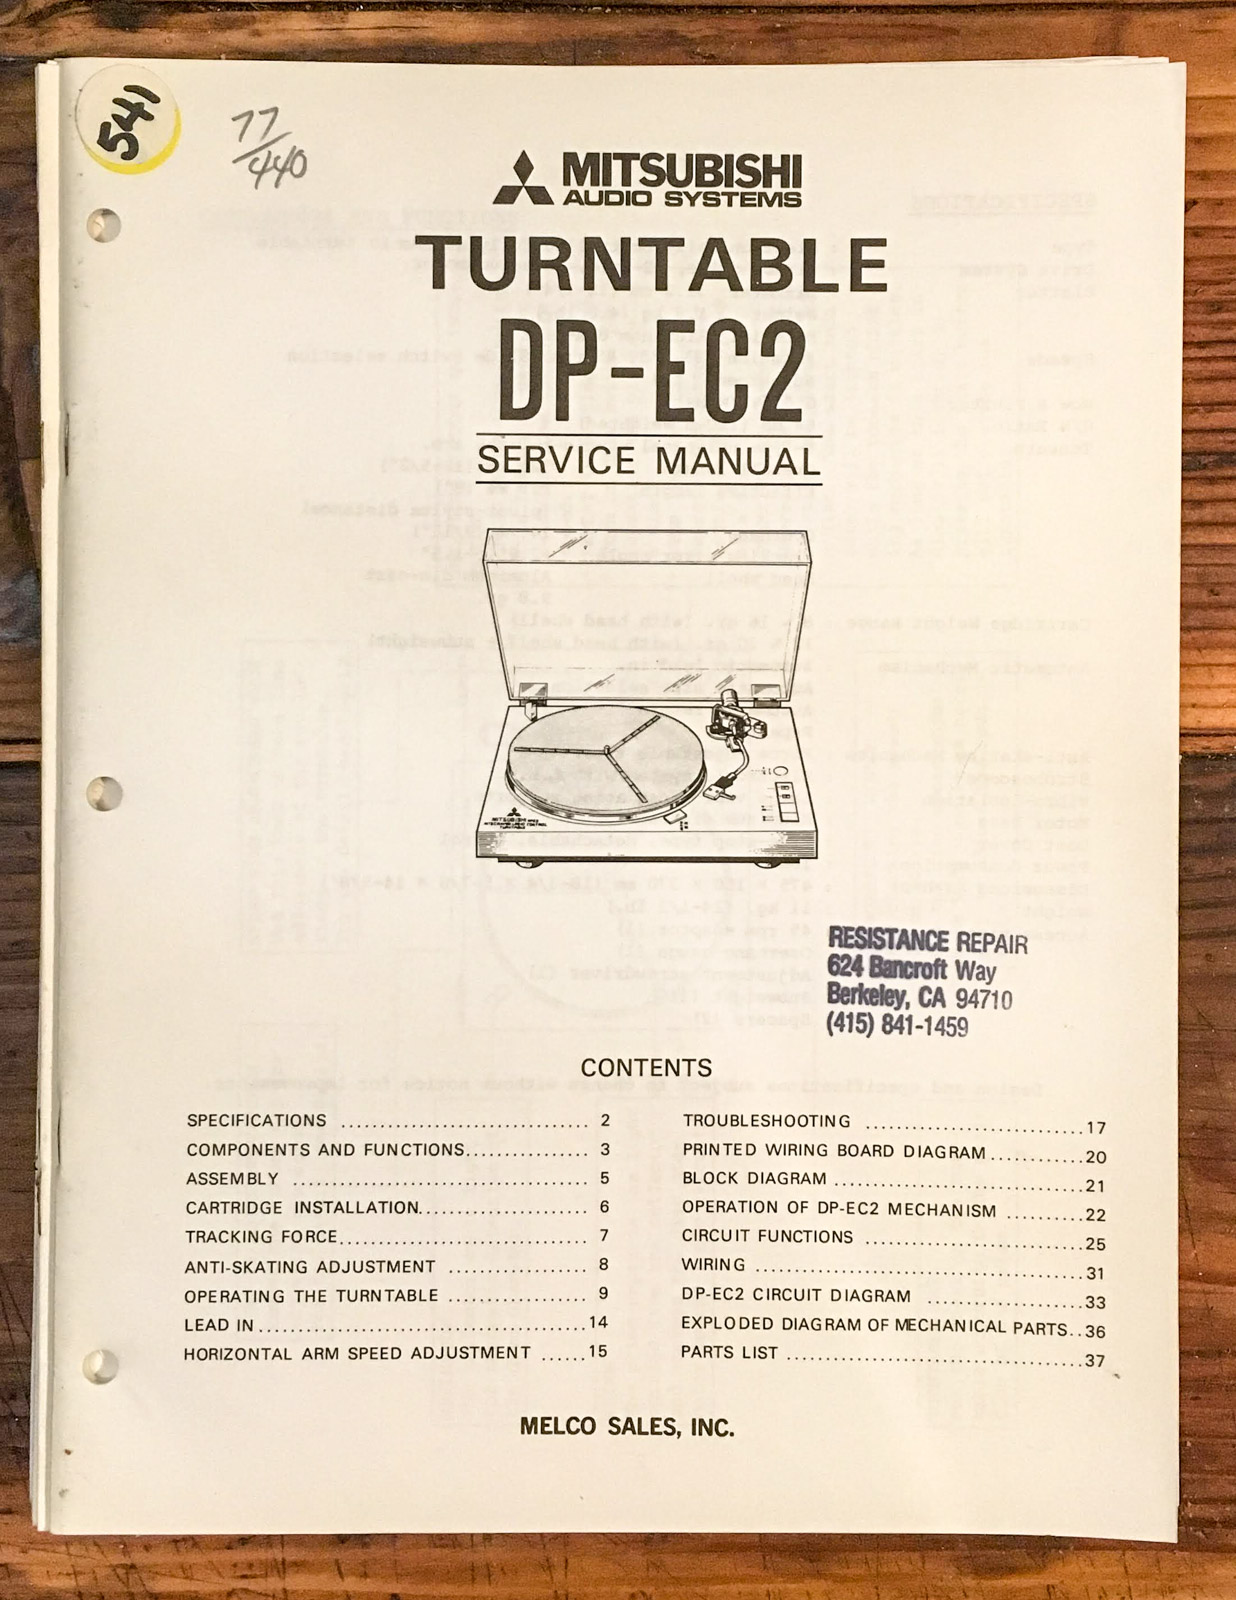 541
77/440
MITSUBISHI
AUDIO SYSTEMS
TURNTABLE
DP-EC2
SERVICE MANUAL
MITSUBISHI
TURNTABLE
RESISTANCE REPAIR
624 Bancroft Way
Berkeley, CA 94710
(415) 841-1459
CONTENTS
SPECIFICATIONS .............................. 2
COMPONENTS AND FUNCTIONS............... 3
ASSEMBLY .................................... 5
CARTRIDGE INSTALLATION..................... 6
TRACKING FORCE.............................. 7
ANTI-SKATING ADJUSTMENT ................. 8
OPERATING THE TURNTABLE ................. 9
LEAD IN........................................14
HORIZONTAL ARM SPEED ADJUSTMENT ......15
TROUBLESHOOTING ...........................17
PRINTED WIRING BOARD DIAGRAM............20
BLOCK DIAGRAM ...............................21
OPERATION OF DP-EC2 MECHANISM ..........22
CIRCUIT FUNCTIONS ...........................25
WIRING .........................................31
DP-EC2 CIRCUIT DIAGRAM ....................33
EXPLODED DIAGRAM OF MECHANICAL PARTS..36
PARTS LIST .....................................37
MELCO SALES, INC.